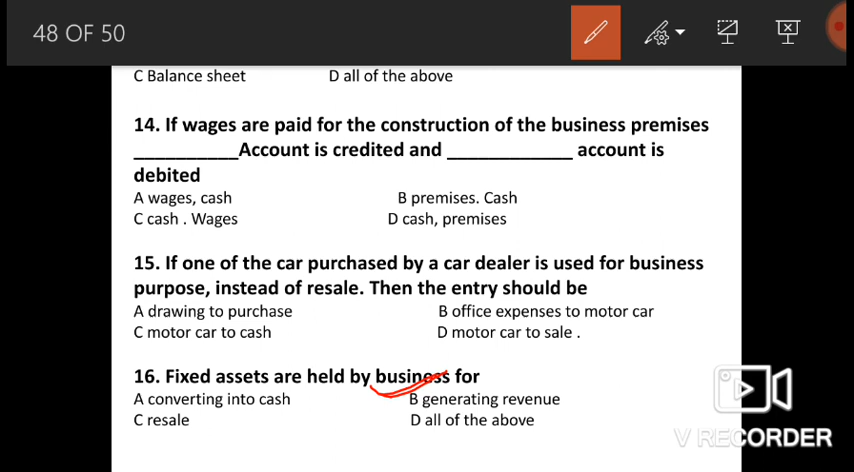 48 OF 50
C Balance sheet D all of the above
14. If wages are paid for the construction of the business premises
__________Account is credited and ____________ account is
debited
A wages, cash B premises. Cash
C cash . Wages D cash, premises
15. If one of the car purchased by a car dealer is used for business
purpose, instead of resale. Then the entry should be
A drawing to purchase B office expenses to motor car
C motor car to cash D motor car to sale .
16. Fixed assets are held by business for
A converting into cash B generating revenue
C resale D all of the above
V RECORDER